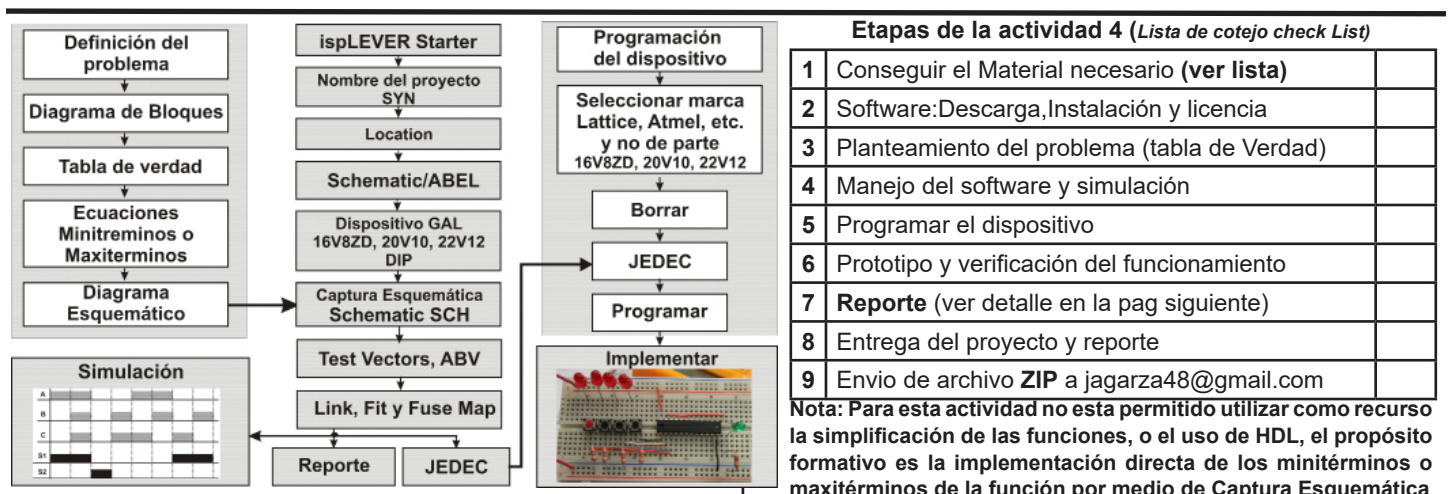 Definición del
problema
Diagrama de Bloques
Tabla de verdad
Ecuaciones
Minitreminos o
Maxiterminos
Diagrama
Esquemático
Simulación
A
B
C
S1
S2
ispLEVER Starter
Nombre del proyecto
SYN
Location
Schematic/ABEL
Dispositivo GAL
16V8ZD, 20V10, 22V12
DIP
Captura Esquemática
Schematic SCH
Test Vectors, ABV
Link, Fit y Fuse Map
Reporte
JEDEC
Programación
del dispositivo
Seleccionar marca
Lattice, Atmel, etc.
y no de parte
16V8ZD, 20V10, 22V12
Borrar
JEDEC
Programar
Implementar
Etapas de la actividad 4 (Lista de cotejo check List)
1 Conseguir el Material necesario (ver lista)
2 Software:Descarga,Instalación y licencia
3 Planteamiento del problema (tabla de Verdad)
4 Manejo del software y simulación
5 Programar el dispositivo
6 Prototipo y verificación del funcionamiento
7 Reporte (ver detalle en la pag siguiente)
8 Entrega del proyecto y reporte
9 Envio de archivo ZIP a jagarza48@gmail.com
Nota: Para esta actividad no esta permitido utilizar como recurso
la simplificación de las funciones, o el uso de HDL, el propósito
formativo es la implementación directa de los minitérminos o
maxitérminos de la función por medio de Captura Esquemática